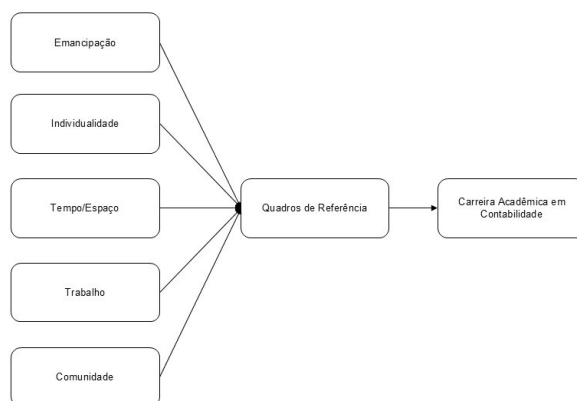 Emancipação
Individualidade
Tempo/Espaço
Quadros de Referência
Carreira Acadêmica em
Contabilidade
Trabalho
Comunidade